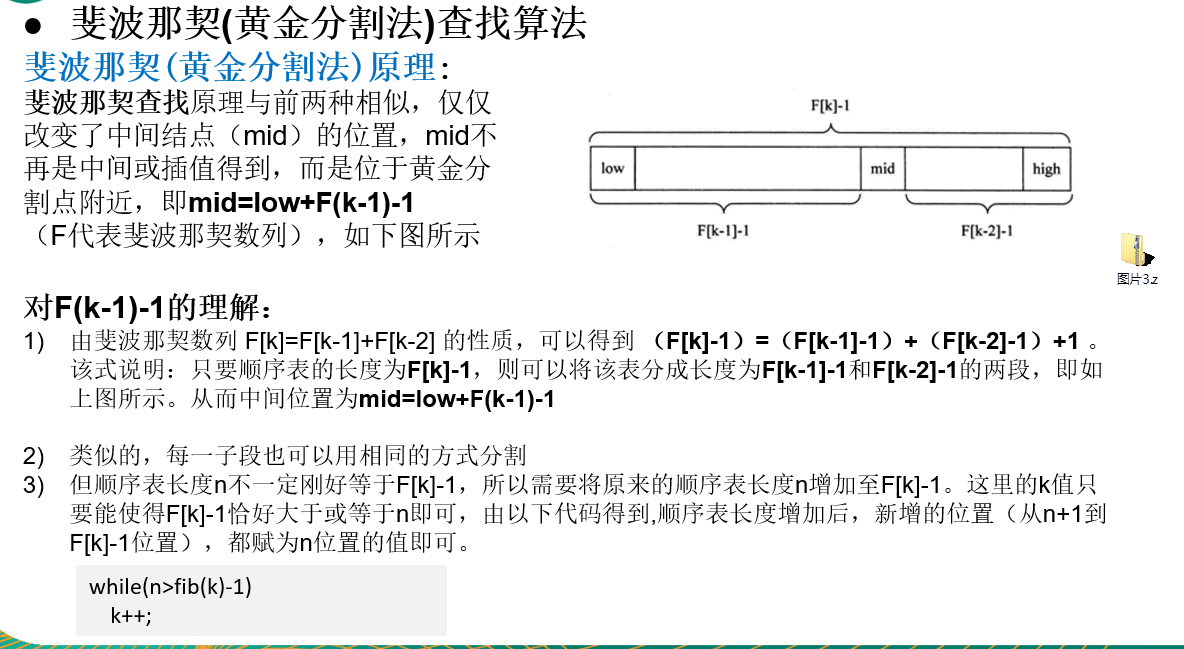 ● 斐波那契(黄金分割法)查找算法
斐波那契(黄金分割法)原理:
斐波那契查找原理与前两种相似，仅仅
改变了中间结点（mid）的位置，mid不
再是中间或插值得到，而是位于黄金分
割点附近，即mid=low+F(k-1)-1
（F代表斐波那契数列），如下图所示
F[k]-1
low
mid
high
F[k-1]-1
F[k-2]-1
图片3.z
对F(k-1)-1的理解：
1) 由斐波那契数列 F[k]=F[k-1]+F[k-2] 的性质，可以得到 （F[k]-1）=（F[k-1]-1）+（F[k-2]-1）+1 。
该式说明：只要顺序表的长度为F[k]-1，则可以将该表分成长度为F[k-1]-1和F[k-2]-1的两段，即如
上图所示。从而中间位置为mid=low+F(k-1)-1
2) 类似的，每一子段也可以用相同的方式分割
3) 但顺序表长度n不一定刚好等于F[k]-1，所以需要将原来的顺序表长度n增加至F[k]-1。这里的k值只
要能使得F[k]-1恰好大于或等于n即可，由以下代码得到,顺序表长度增加后，新增的位置（从n+1到
F[k]-1位置），都赋为n位置的值即可。
while(n>fib(k)-1)
k++;